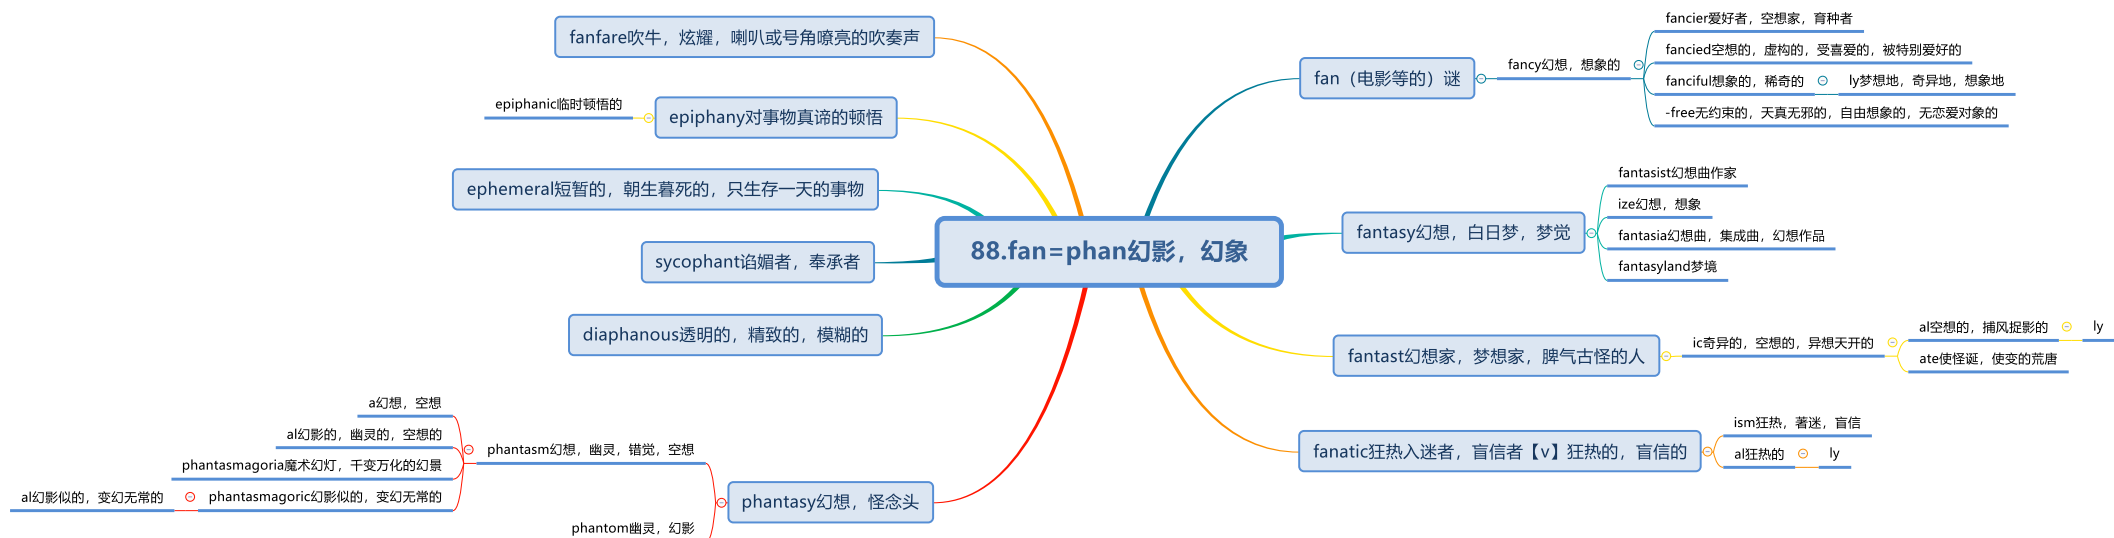 88.fan=phan幻影，幻象
fan（电影等的）谜
fancy幻想，想象的
fancier爱好者，空想家，育种者
fancied空想的，虚构的，受喜爱的，被特别爱好的
fanciful想象的，稀奇的
ly梦想地，奇异地，想象地
-free无约束的，天真无邪的，自由想象的，无恋爱对象的
fantasy幻想，白日梦，梦觉
fantasist幻想曲作家
ize幻想，想象
fantasia幻想曲，集成曲，幻想作品
fantasyland梦境
fantast幻想家，梦想家，脾气古怪的人
ic奇异的，空想的，异想天开的
al空想的，捕风捉影的
ly
ate使怪诞，使变的荒唐
fanatic狂热入迷者，盲信者【v】狂热的，盲信的
ism狂热，著迷，盲信
al狂热的
ly
fanfare吹牛，炫耀，喇叭或号角嘹亮的吹奏声
epiphany对事物真谛的顿悟
epiphanic临时顿悟的
ephemeral短暂的，朝生暮死的，只生存一天的事物
sycophant谄媚者，奉承者
diaphanous透明的，精致的，模糊的
phantasy幻想，怪念头
phantasm幻想，幽灵，错觉，空想
a幻想，空想
al幻影的，幽灵的，空想的
phantasmagoria魔术幻灯，千变万化的幻景
phantasmagoric幻影似的，变幻无常的
al幻影似的，变幻无常的
phantom幽灵，幻影